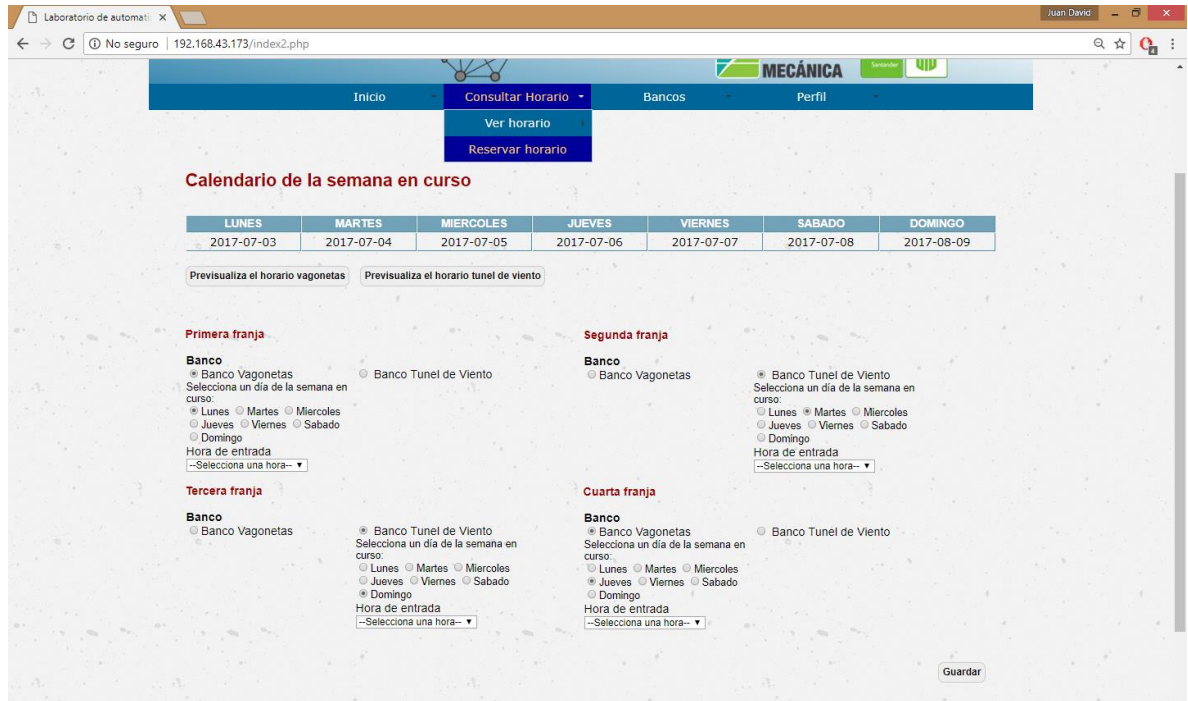 Laboratorio de automati
Juan David
No seguro | 192.168.43.173/index2.php
MECÁNICA
Santander
Inicio Consultar Horario Bancos Perfil
Ver horario
Reservar horario
Calendario de la semana en curso
LUNES MARTES MIERCOLES JUEVES VIERNES SABADO DOMINGO
2017-07-03 2017-07-04 2017-07-05 2017-07-06 2017-07-07 2017-07-08 2017-08-09
Previsualiza el horario vagonetas Previsualiza el horario tunel de viento
Primera franja
Banco
Banco Vagonetas Banco Tunel de Viento
Selecciona un día de la semana en
curso:
Lunes Martes Miercoles
Jueves Viernes Sabado
Domingo
Hora de entrada
--Selecciona una hora--
Segunda franja
Banco
Banco Vagonetas Banco Tunel de Viento
Selecciona un día de la semana en
curso:
Lunes Martes Miercoles
Jueves Viernes Sabado
Domingo
Hora de entrada
--Selecciona una hora--
Tercera franja
Banco
Banco Vagonetas Banco Tunel de Viento
Selecciona un día de la semana en
curso:
Lunes Martes Miercoles
Jueves Viernes Sabado
Domingo
Hora de entrada
--Selecciona una hora--
Cuarta franja
Banco
Banco Vagonetas Banco Tunel de Viento
Selecciona un día de la semana en
curso:
Lunes Martes Miercoles
Jueves Viernes Sabado
Domingo
Hora de entrada
--Selecciona una hora--
Guardar